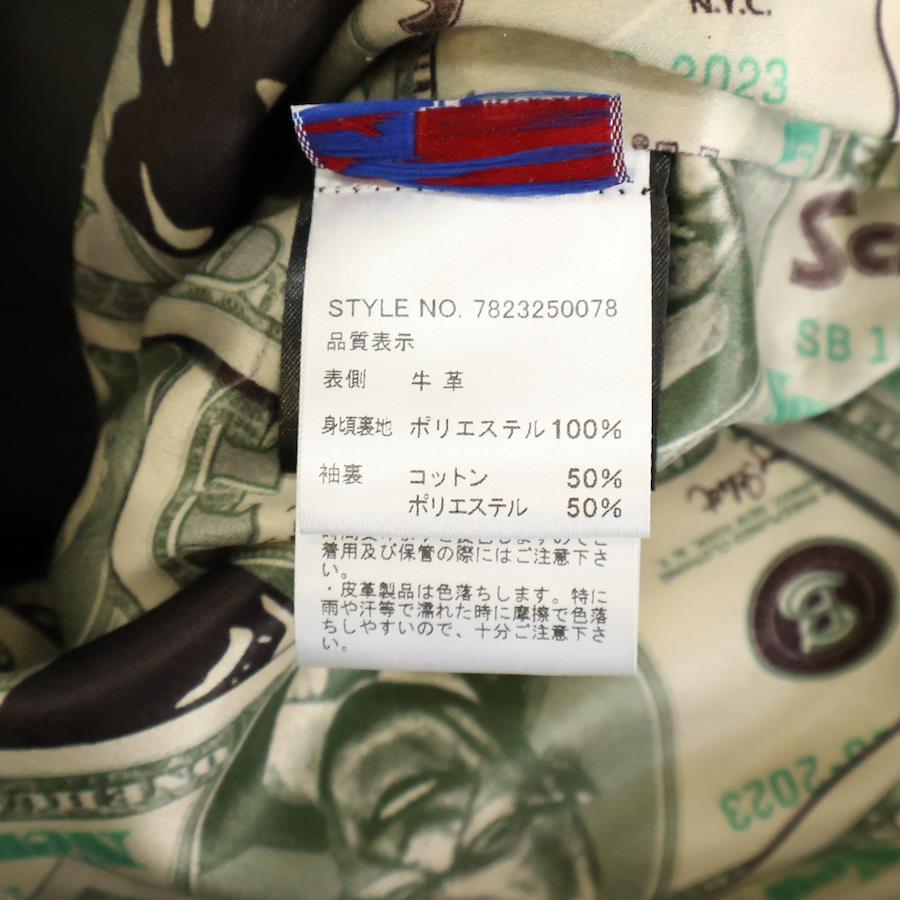 N.Y.C.
2023
Sc
SB 1
STYLE NO. 7823250078
品質表示
表側 牛革
身頃裏地 ポリエステル100%
袖裏 コットン 50%
ポリエステル 50%
着用及び保管の際にはご注意下さ
い。
・皮革製品は色落ちします。特に
雨や汗等で濡れた時に摩擦で色落
ちしやすいので、十分ご注意下さ
い。
2023